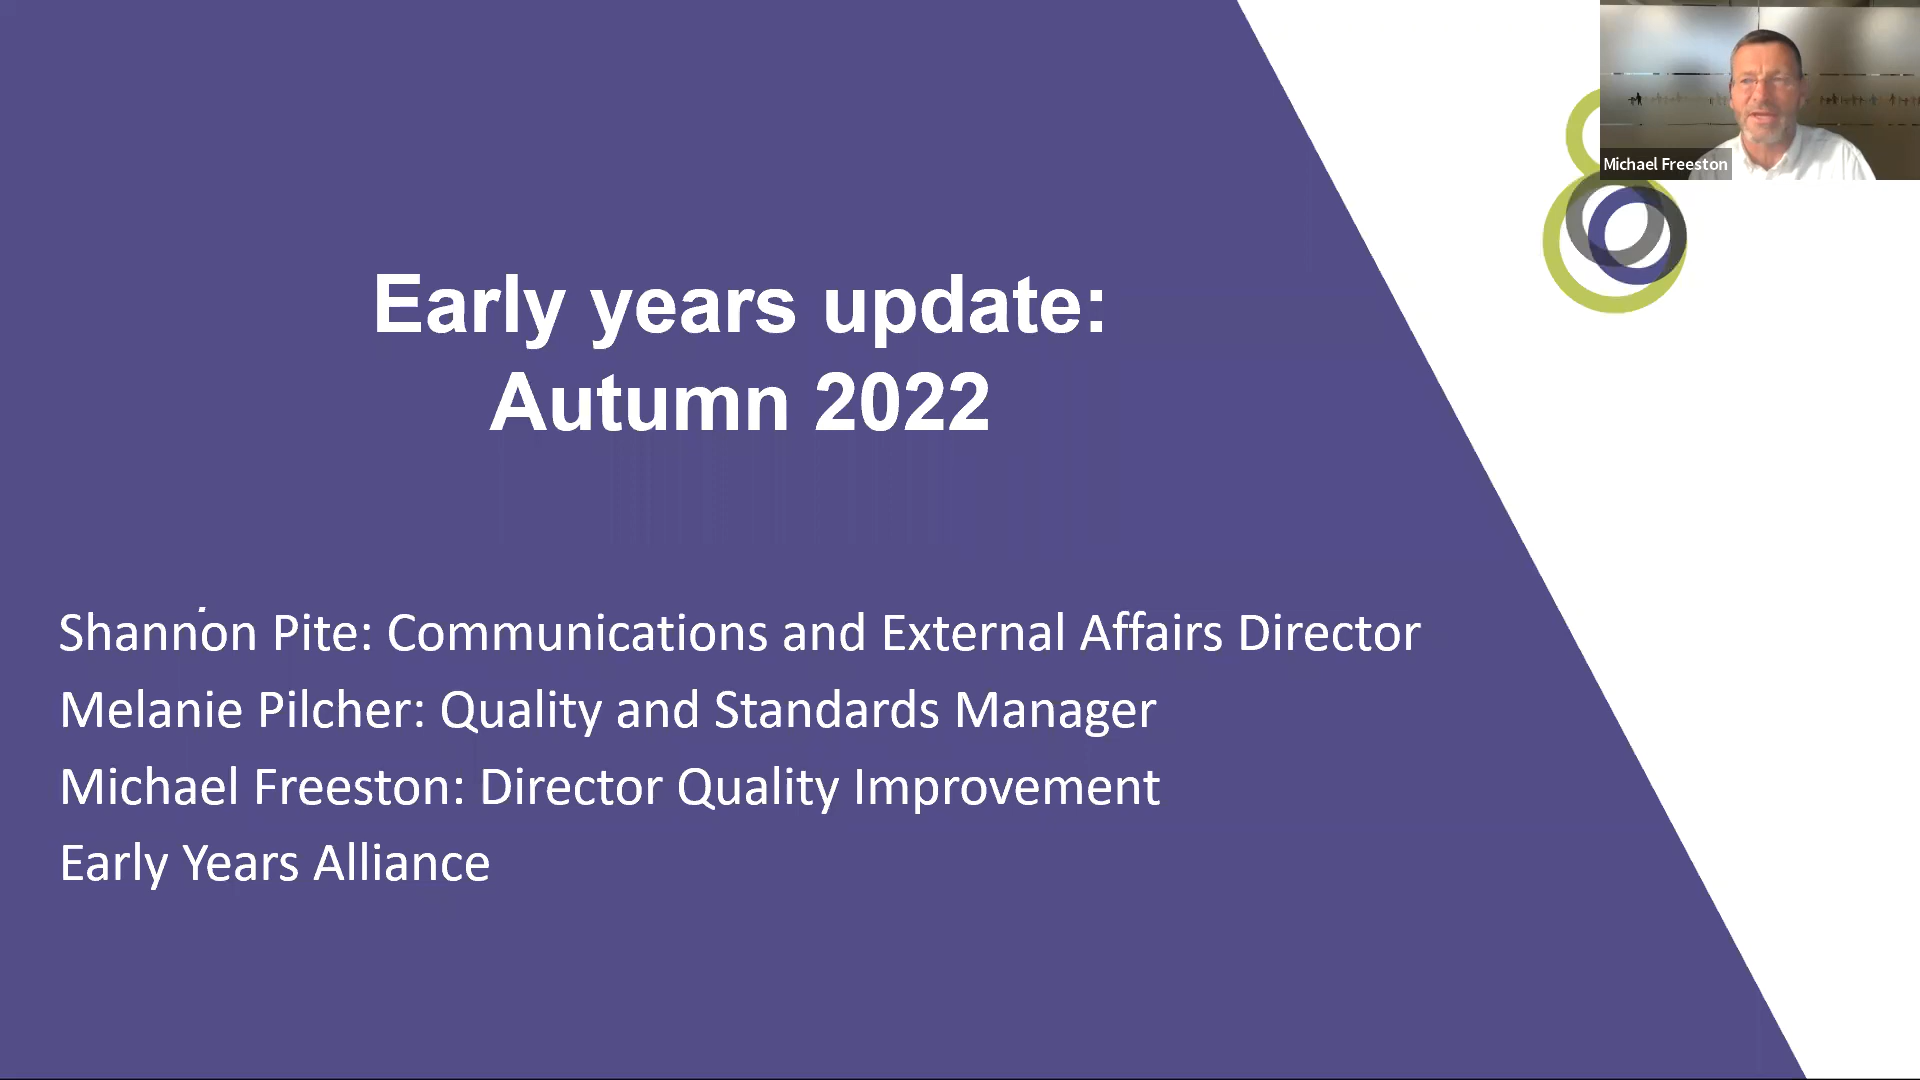 Early years update:
Autumn 2022
Shannon Pite: Communications and External Affairs Director
Melanie Pilcher: Quality and Standards Manager
Michael Freeston: Director Quality Improvement
Early Years Alliance
Michael Freeston